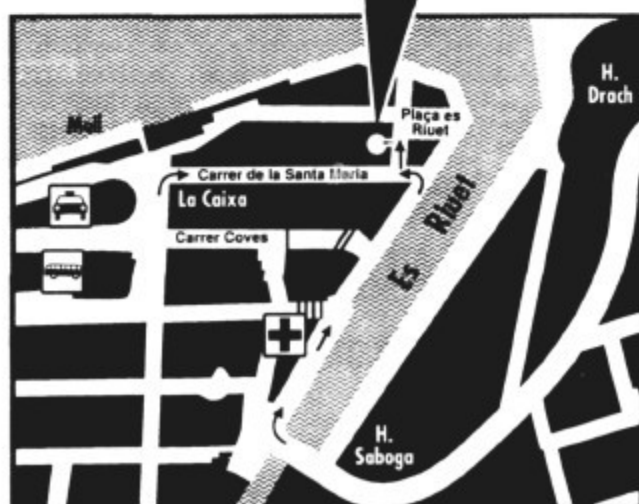 H.
Drach
Moll
Plaça es
Riuet
Carrer de la Santa Maria
La Caixa
Es Riuet
Carrer Coves
H.
Saboga